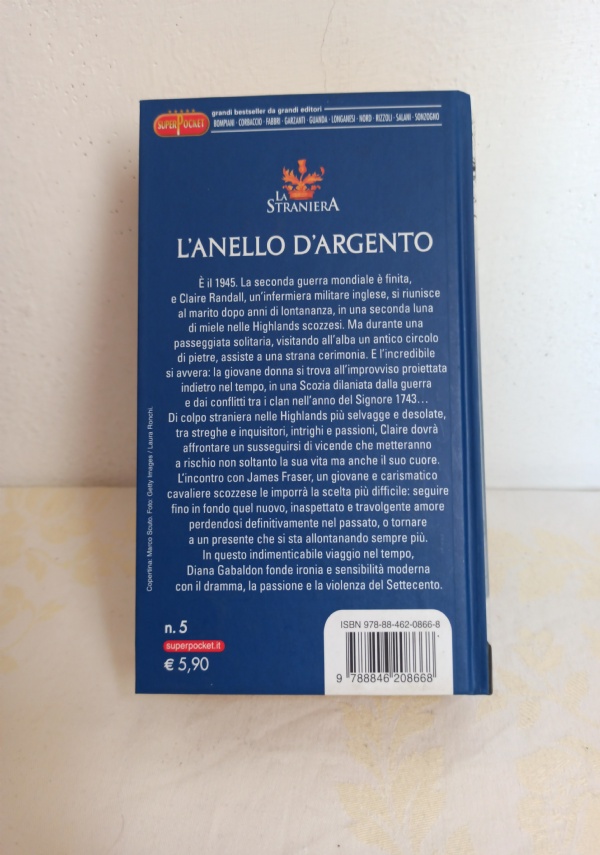 SUPERPOCKET
grandi bestseller da grandi editori
BOMPIANI · CORBACCIO · FABBRI · GARZANTI · GUANDA · LONGANESI · NORD · RIZZOLI · SALANI · SONZOGNO
LA
STRANIERA
L'ANELLO D'ARGENTO
È il 1945. La seconda guerra mondiale è finita,
e Claire Randall, un'infermiera militare inglese, si riunisce
al marito dopo anni di lontananza, in una seconda luna
di miele nelle Highlands scozzesi. Ma durante una
passeggiata solitaria, visitando all'alba un antico circolo
di pietre, assiste a una strana cerimonia. E l'incredibile
si avvera: la giovane donna si trova all'improvviso proiettata
indietro nel tempo, in una Scozia dilaniata dalla guerra
e dai conflitti tra i clan nell'anno del Signore 1743...
Di colpo straniera nelle Highlands più selvagge e desolate,
tra streghe e inquisitori, intrighi e passioni, Claire dovrà
affrontare un susseguirsi di vicende che metteranno
a rischio non soltanto la sua vita ma anche il suo cuore.
L'incontro con James Fraser, un giovane e carismatico
cavaliere scozzese le imporrà la scelta più difficile: seguire
fino in fondo quel nuovo, inaspettato e travolgente amore
perdendosi definitivamente nel passato, o tornare
a un presente che si sta allontanando sempre più.
In questo indimenticabile viaggio nel tempo,
Diana Gabaldon fonde ironia e sensibilità moderna
con il dramma, la passione e la violenza del Settecento.
Copertina: Marco Scuto. Foto: Getty Images / Laura Ronchi.
n. 5
superpocket.it
€ 5,90
ISBN 978-88-462-0866-8
9 788846 208668